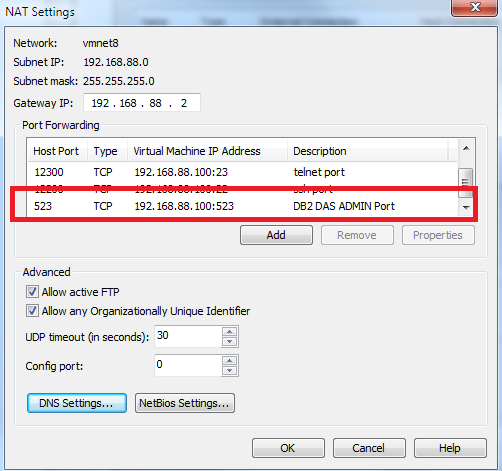 NAT Settings
Network: vmnet8
Subnet IP: 192.168.88.0
Subnet mask: 255.255.255.0
Gateway IP: 192 . 168 . 88 . 2
Port Forwarding
Host Port Type Virtual Machine IP Address Description
12300 TCP 192.168.88.100:23 telnet port
12200 TCP 192.168.88.100:22 ssh port
523 TCP 192.168.88.100:523 DB2 DAS ADMIN Port
Add Remove Properties
Advanced
Allow active FTP
Allow any Organizationally Unique Identifier
UDP timeout (in seconds): 30
Config port: 0
DNS Settings... NetBios Settings...
OK Cancel Help